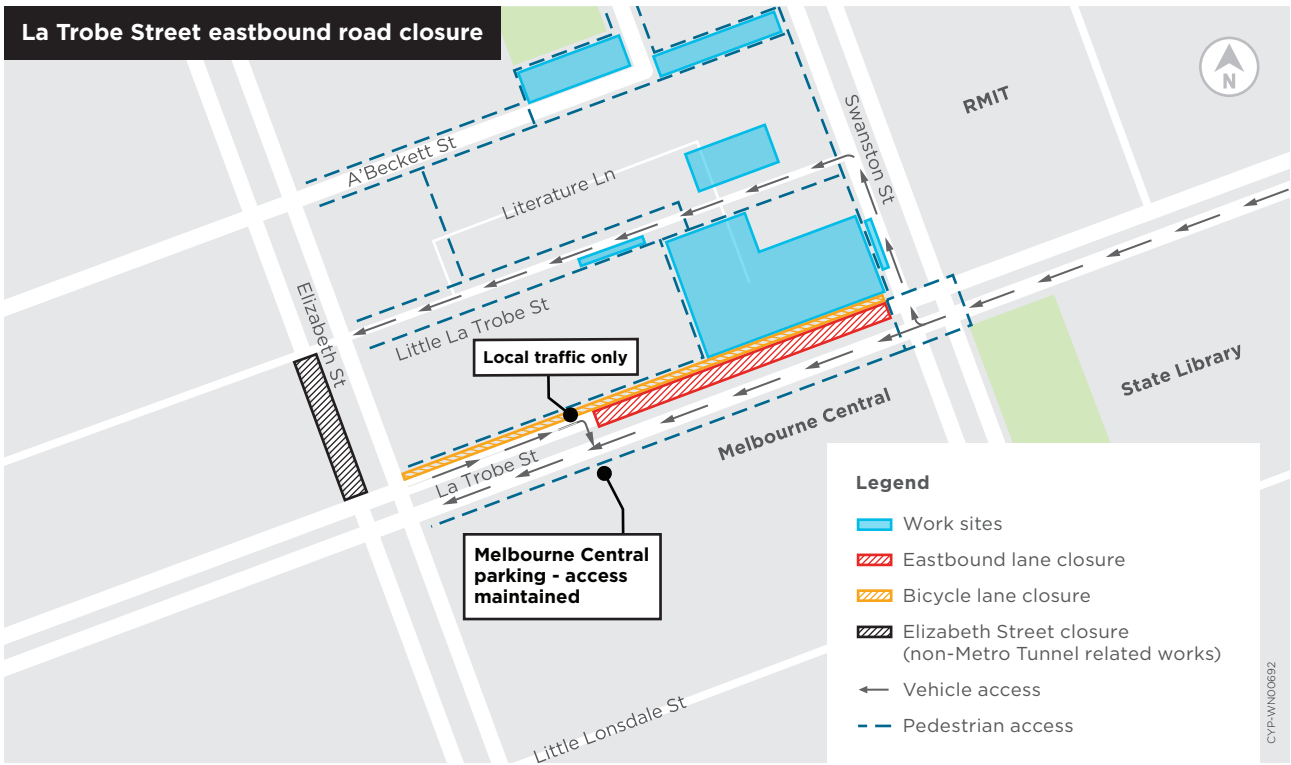 La Trobe Street eastbound road closure
N
RMIT
Swanston St
A'Beckett St
Literature Ln
Elizabeth St
Little La Trobe St
State Library
Local traffic only
Melbourne Central
La Trobe St
Melbourne Central
parking - access
maintained
Little Lonsdale St
Legend
Work sites
Eastbound lane closure
Bicycle lane closure
Elizabeth Street closure
(non-Metro Tunnel related works)
Vehicle access
Pedestrian access
CYP-WN00692